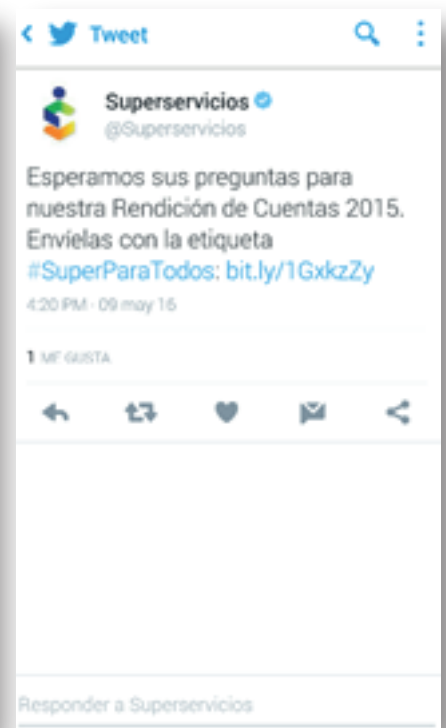 Tweet
Superservicios
@Superservicios
Esperamos sus preguntas para
nuestra Rendición de Cuentas 2015.
Envíelas con la etiqueta
#SuperParaTodos: bit.ly/1GxkzZy
4:20 PM · 09 may 16
1 ME GUSTA
Responder a Superservicios